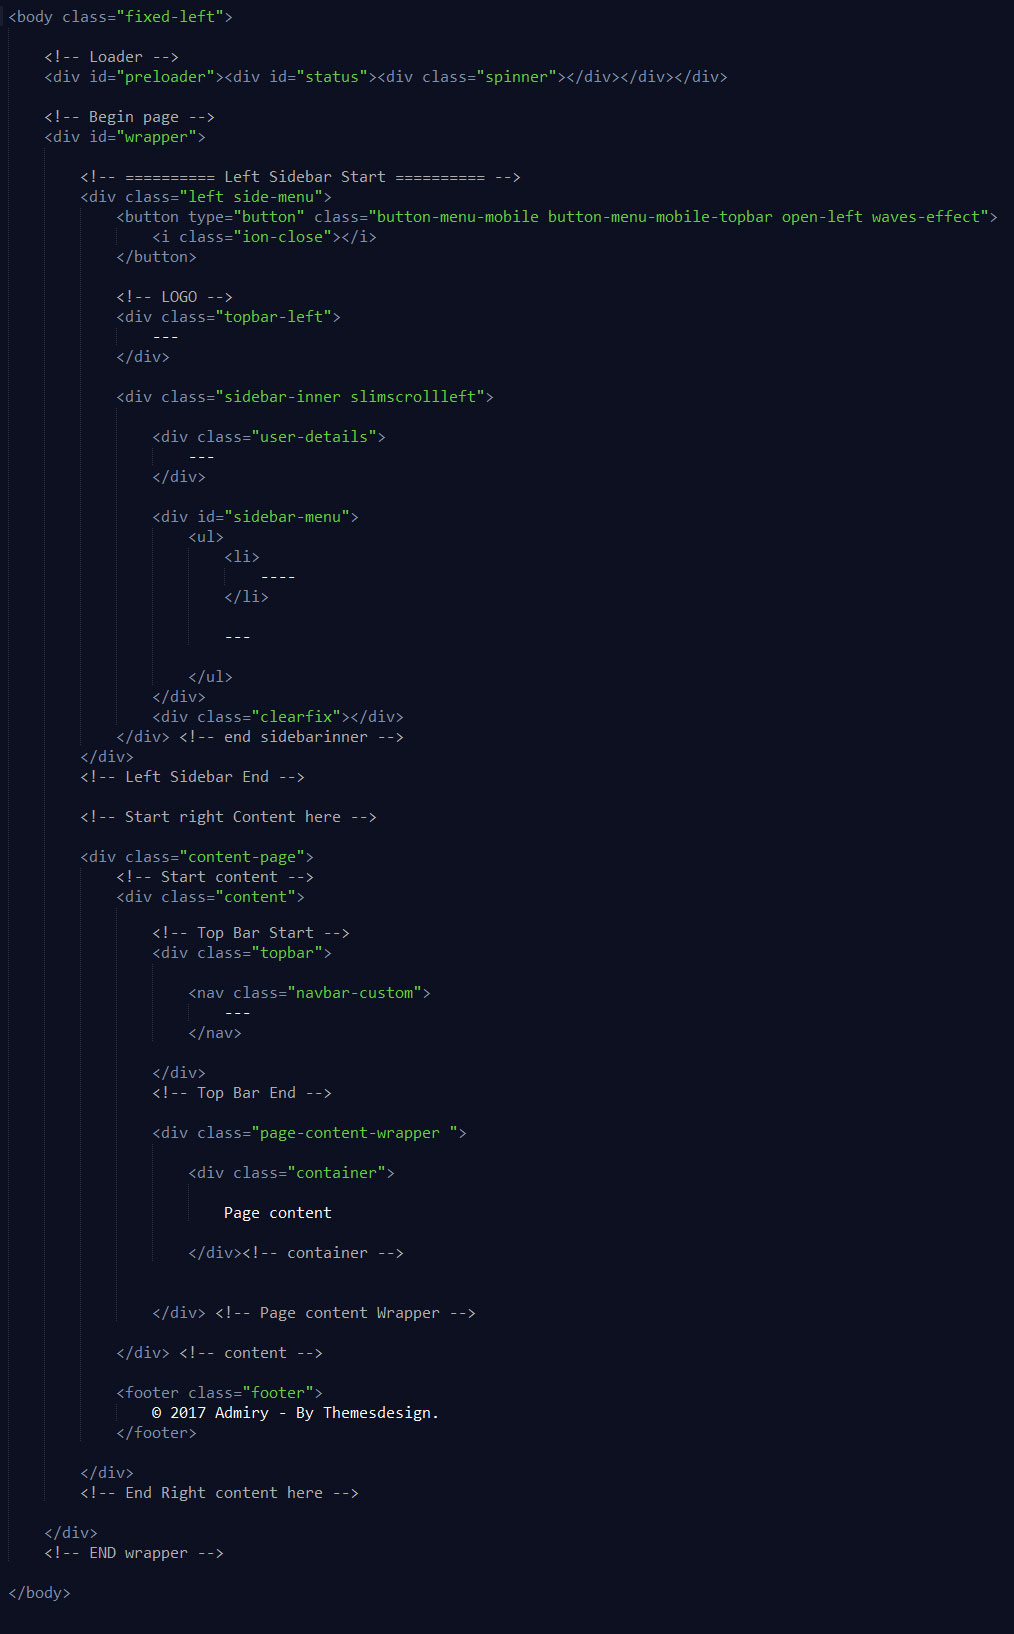 <body class="fixed-left">
<!-- Loader -->
<div id="preloader"><div id="status"><div class="spinner"></div></div></div>
<!-- Begin page -->
<div id="wrapper">
<!-- ========== Left Sidebar Start ========== -->
<div class="left side-menu">
<button type="button" class="button-menu-mobile button-menu-mobile-topbar open-left waves-effect">
<i class="ion-close"></i>
</button>
<!-- LOGO -->
<div class="topbar-left">
---
</div>
<div class="sidebar-inner slimscrollleft">
<div class="user-details">
---
</div>
<div id="sidebar-menu">
<ul>
<li>
----
</li>
---
</ul>
</div>
<div class="clearfix"></div>
</div> <!-- end sidebarinner -->
</div>
<!-- Left Sidebar End -->
<!-- Start right Content here -->
<div class="content-page">
<!-- Start content -->
<div class="content">
<!-- Top Bar Start -->
<div class="topbar">
<nav class="navbar-custom">
---
</nav>
</div>
<!-- Top Bar End -->
<div class="page-content-wrapper ">
<div class="container">
Page content
</div><!-- container -->
</div> <!-- Page content Wrapper -->
</div> <!-- content -->
<footer class="footer">
© 2017 Admiry - By Themesdesign.
</footer>
</div>
<!-- End Right content here -->
</div>
<!-- END wrapper -->
</body>